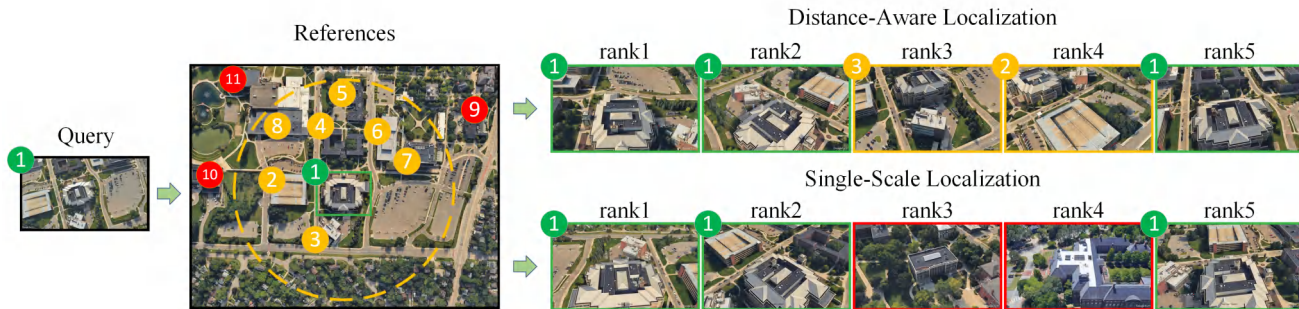 Distance-Aware Localization
References
rank1 rank2 rank3 rank4 rank5
1 1 3 2 1
11
5
9
Query
8 4 6
7
1
10 2 1
Single-Scale Localization
3
rank1 rank2 rank3 rank4 rank5
1 1 1